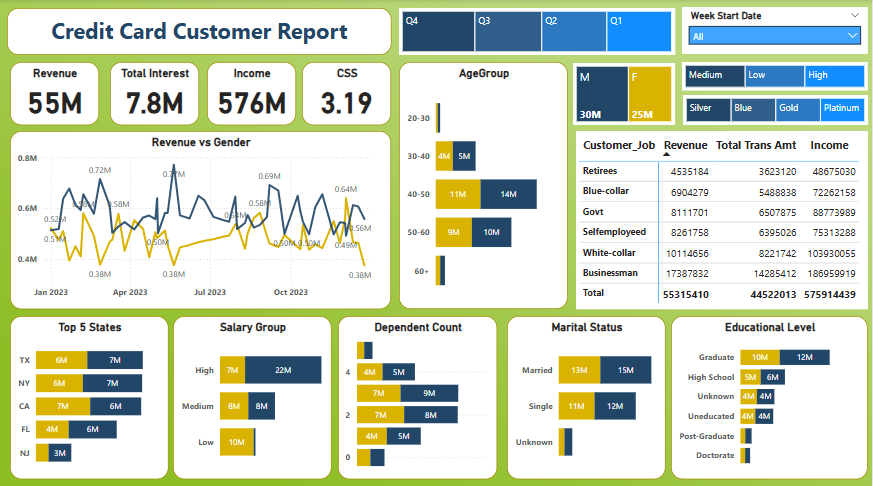 Credit Card Customer Report
Q4 Q3 Q2 Q1
Week Start Date
All
Revenue
55M
Total Interest
7.8M
Income
576M
CSS
3.19
AgeGroup
20-30
30-40 4M 5M
40-50 11M 14M
50-60 9M 10M
60+
M F
30M 25M
Medium Low High
Silver Blue Gold Platinum
Revenue vs Gender
0.8M
0.6M
0.4M
0.72M
0.77M
0.69M
0.64M
0.58M
0.58M
0.52M
0.56M
0.50M
0.50M
0.50M
0.49M
0.38M
0.38M
0.38M
Jan 2023 Apr 2023 Jul 2023 Oct 2023
Customer_Job Revenue Total Trans Amt Income
Retirees 4535184 3623120 48675030
Blue-collar 6904279 5488838 72262158
Govt 8111701 6507875 88773989
Selfemployeed 8261758 6395026 75313288
White-collar 10114656 8221742 103930055
Businessman 17387832 14285412 186959919
Total 55315410 44522013 575914439
Top 5 States
TX 6M 7M
NY 6M 7M
CA 7M 6M
FL 4M 6M
NJ 3M
Salary Group
High 7M 22M
Medium 8M 8M
Low 10M
Dependent Count
4 4M 5M
7M 9M
2 7M 8M
4M 5M
0
Marital Status
Married 13M 15M
Single 11M 12M
Unknown
Educational Level
Graduate 10M 12M
High School 5M 6M
Unknown 4M 4M
Uneducated 4M 4M
Post-Graduate
Doctorate